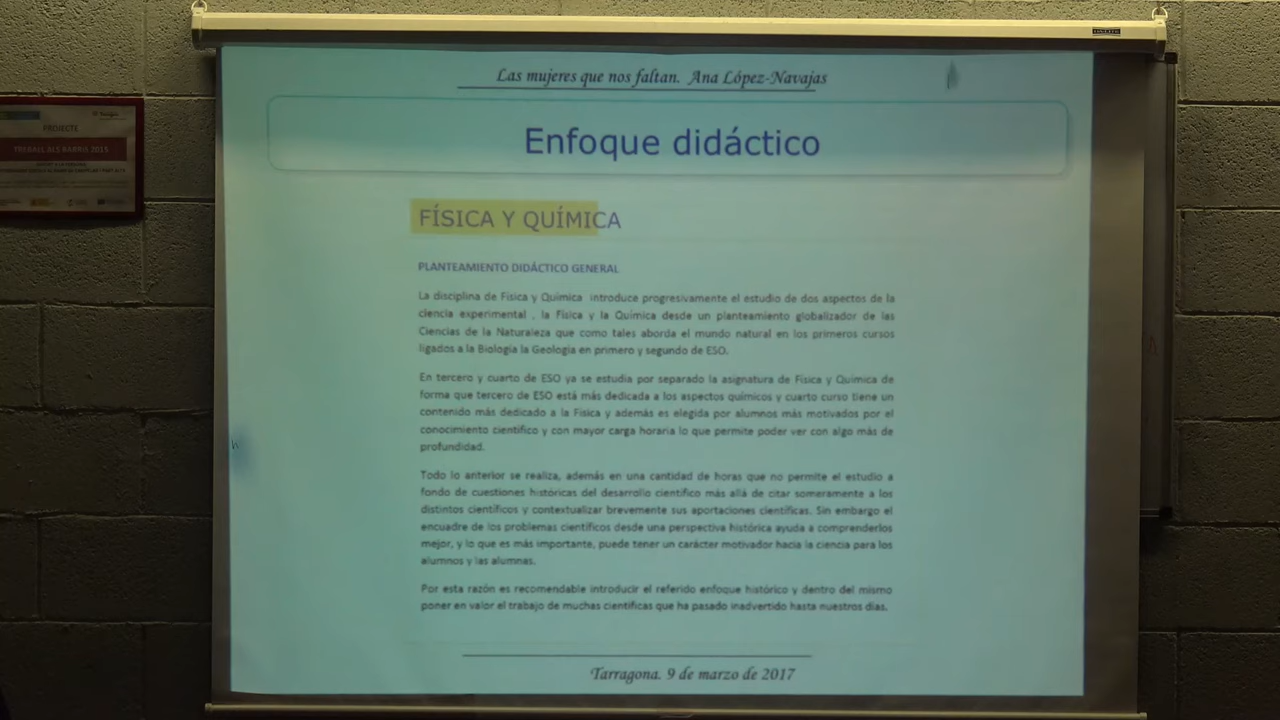 Las mujeres que nos faltan. Ana López-Navajas
Enfoque didáctico
PROJECTE
TREBALL ALS BARRIS 2015
FÍSICA Y QUÍMICA
PLANTEAMIENTO DIDÁCTICO GENERAL
La disciplina de Física y Química introduce progresivamente el estudio de dos aspectos de la
ciencia experimental , la Física y la Química desde un planteamiento globalizador de las
Ciencias de la Naturaleza que como tales aborda el mundo natural en los primeros cursos
ligados a la Biología la Geologia en primero y segundo de ESO.
En tercero y cuarto de ESO ya se estudia por separado la asignatura de Física y Quimica de
forma que tercero de ESO está más dedicada a los aspectos químicos y cuarto curso tiene un
contenido más dedicado a la Física y además es elegida por alumnos más motivados por el
conocimiento científico y con mayor carga horaria lo que permite poder ver con algo más de
profundidad.
Todo lo anterior se realiza, además en una cantidad de horas que no permite el estudio a
fondo de cuestiones históricas del desarrollo científico más allá de citar someramente a los
distintos científicos y contextualizar brevemente sus aportaciones científicas. Sin embargo el
encuadre de los problemas científicos desde una perspectiva histórica ayuda a comprenderlos
mejor, y lo que es más importante, puede tener un carácter motivador hacia la ciencia para los
alumnos y las alumnas.
Por esta razón es recomendable introducir el referido enfoque histórico y dentro del mismo
poner en valor el trabajo de muchas científicas que ha pasado inadvertido hasta nuestros días.
Tarragona. 9 de marzo de 2017